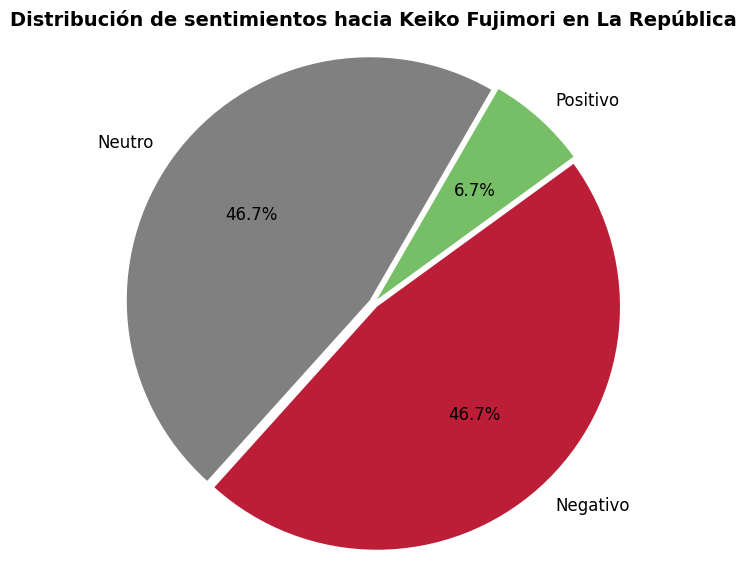 Distribución de sentimientos hacia Keiko Fujimori en La República
Positivo
Neutro
6.7%
46.7%
46.7%
Negativo